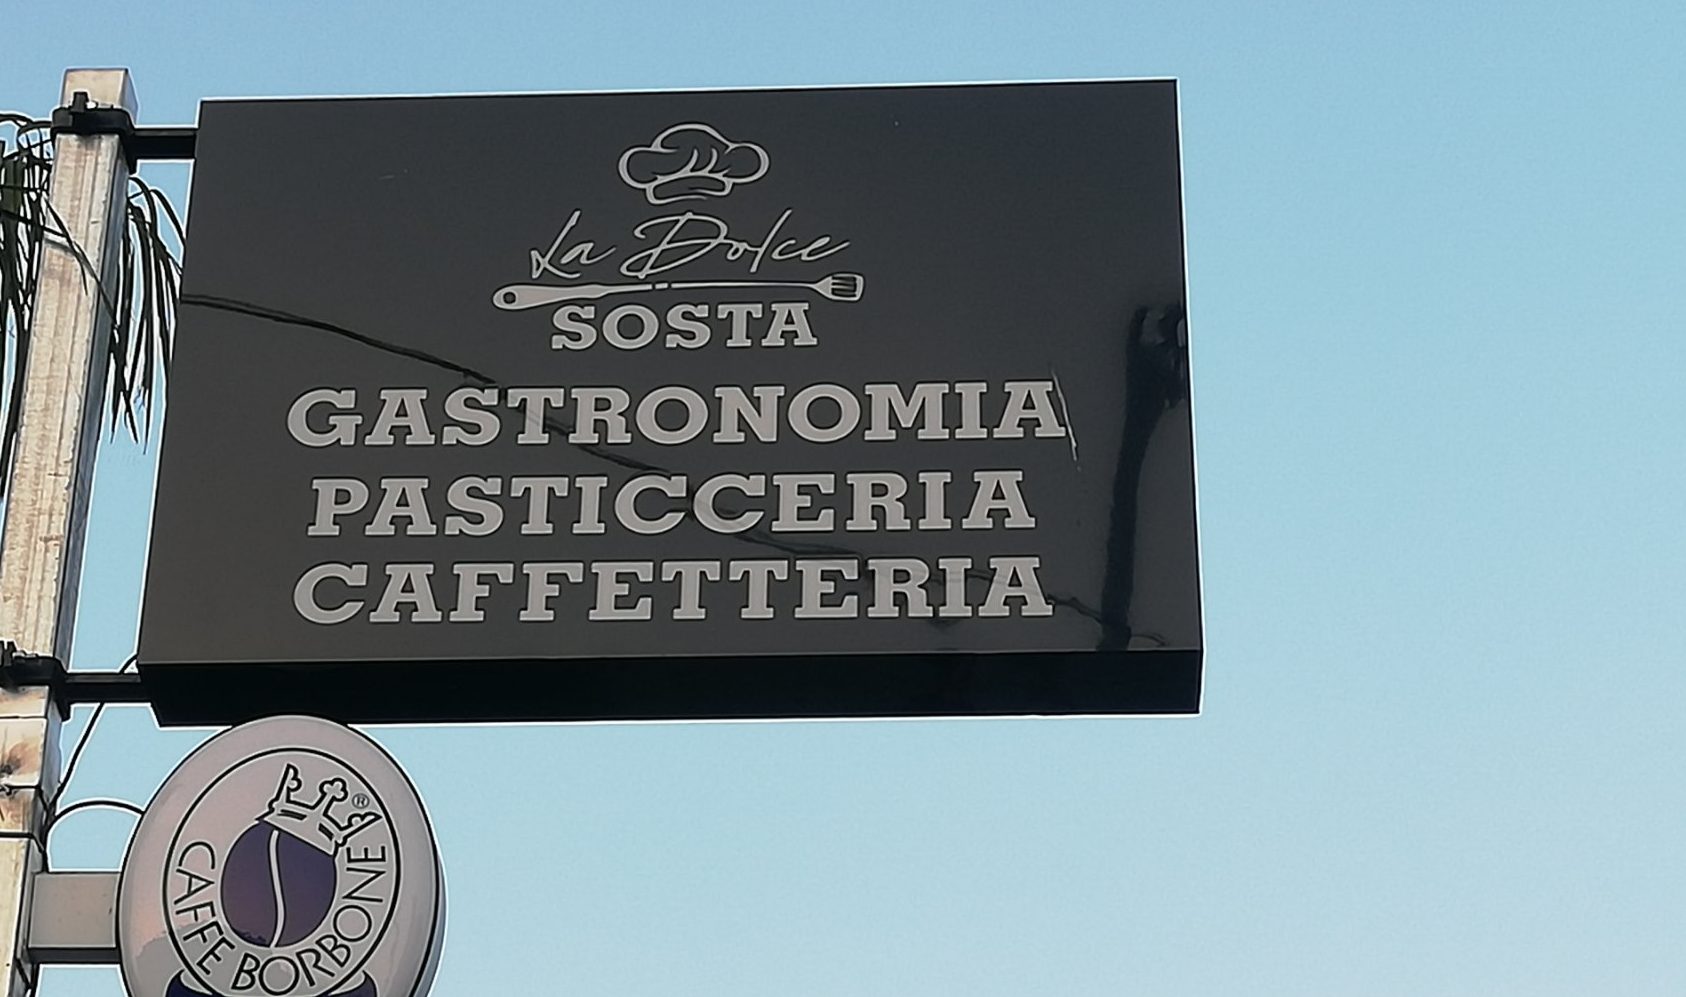 La Dolce
SOSTA
GASTRONOMIA
PASTICCERIA
CAFFETTERIA
®
CAFFE BORBONE